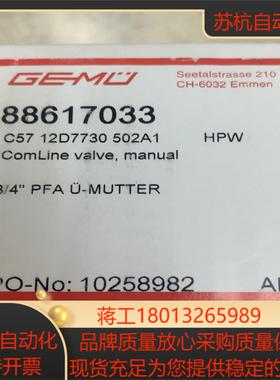 苏杭自动
GEMÜ
Seetalstrasse 210
CH-6032 Emmen
88617033
C57 12D7730 502A1
HPW
ComLine valve, manual
3/4" PFA Ü-MUTTER
PO-No: 10258982
蒋工18013265989
自动化
品牌质量放心采购质量保
开票
现货充足为您提供稳定的